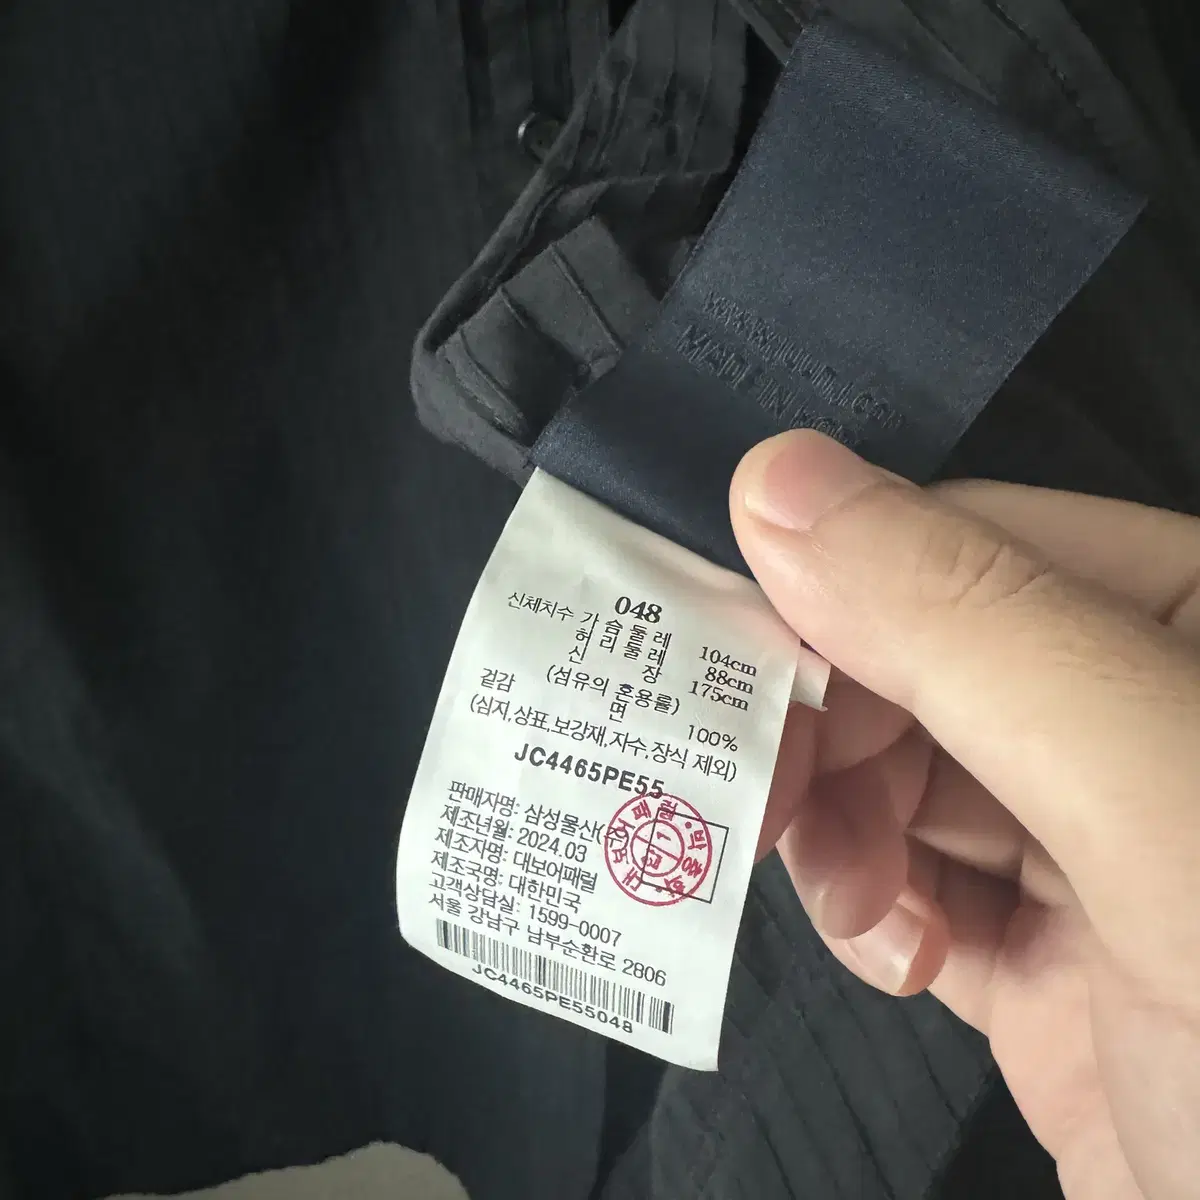 MADE IN
048
신체치수 가슴둘레 104cm
허리둘레 88cm
신장 175cm
겉감 (섬유의 혼용률)
면 100%
(심지,상표,보강재,자수,장식 제외)
JC4465PE55
판매자명: 삼성물산(주)
제조년월: 2024.03
제조자명: 대보어패럴
제조국명: 대한민국
고객상담실: 1599-0007
서울 강남구 남부순환로 2806
JC4465PE55048